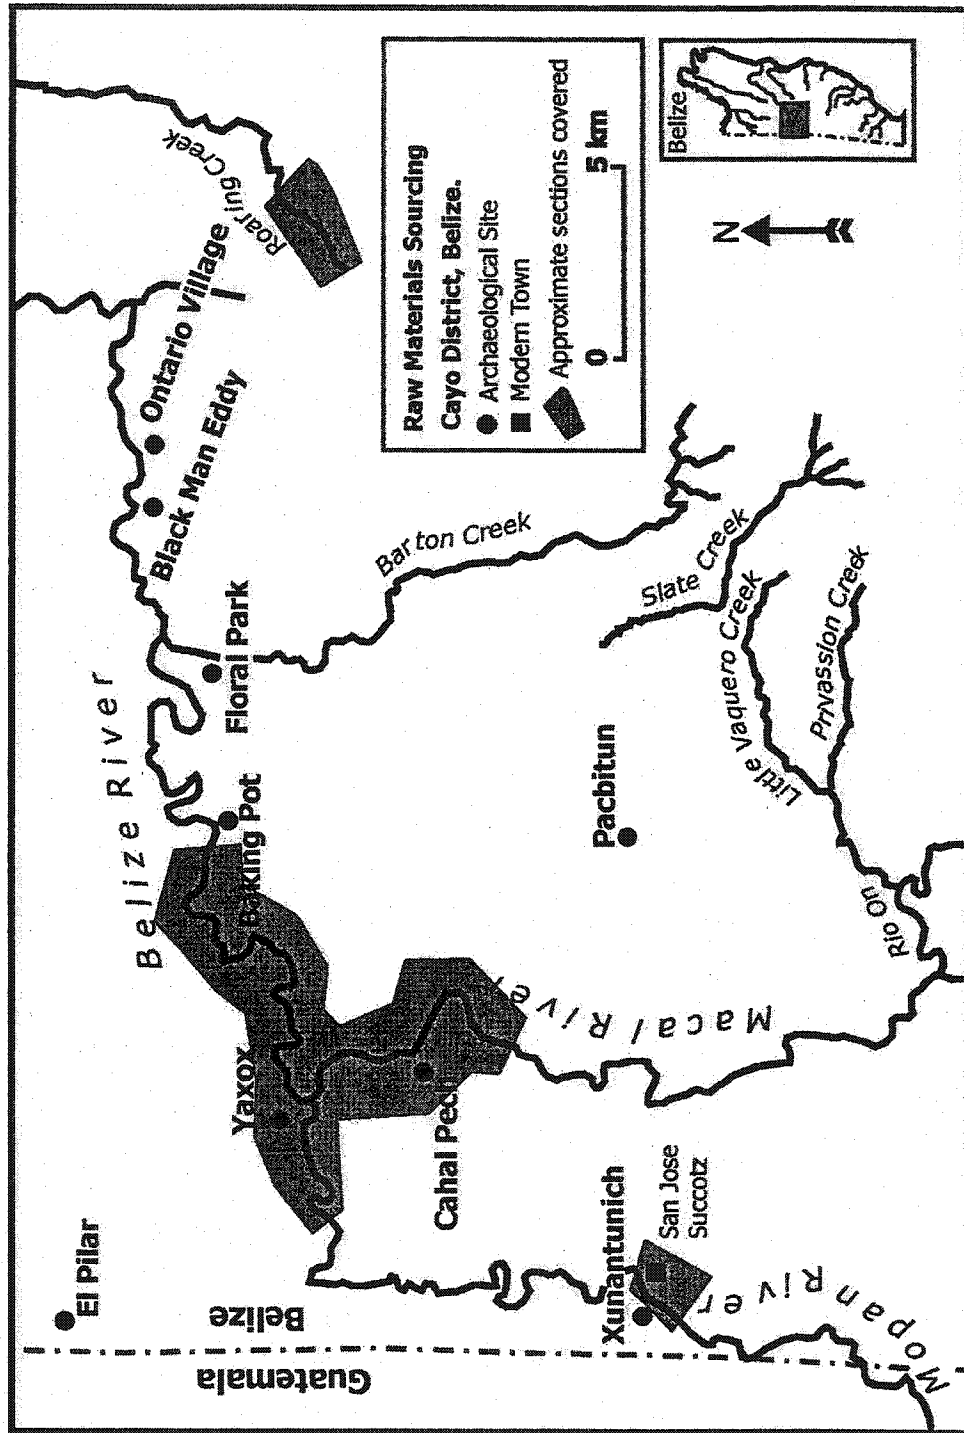 El Pilar
Guatemala
Belize
Belize River
Yaxox
Baking Pot
Floral Park
Black Man Eddy
Ontario Village
Roaring Creek
Cahal Pech
Macal River
Barton Creek
Xunantunich
San Jose
Succotz
Mopan River
Pacbitun
Slate Creek
Little Vaquero Creek
Privassion Creek
Rio On
Raw Materials Sourcing
Cayo District, Belize.
Archaeological Site
Modern Town
Approximate sections covered
0 5 km
N
Belize